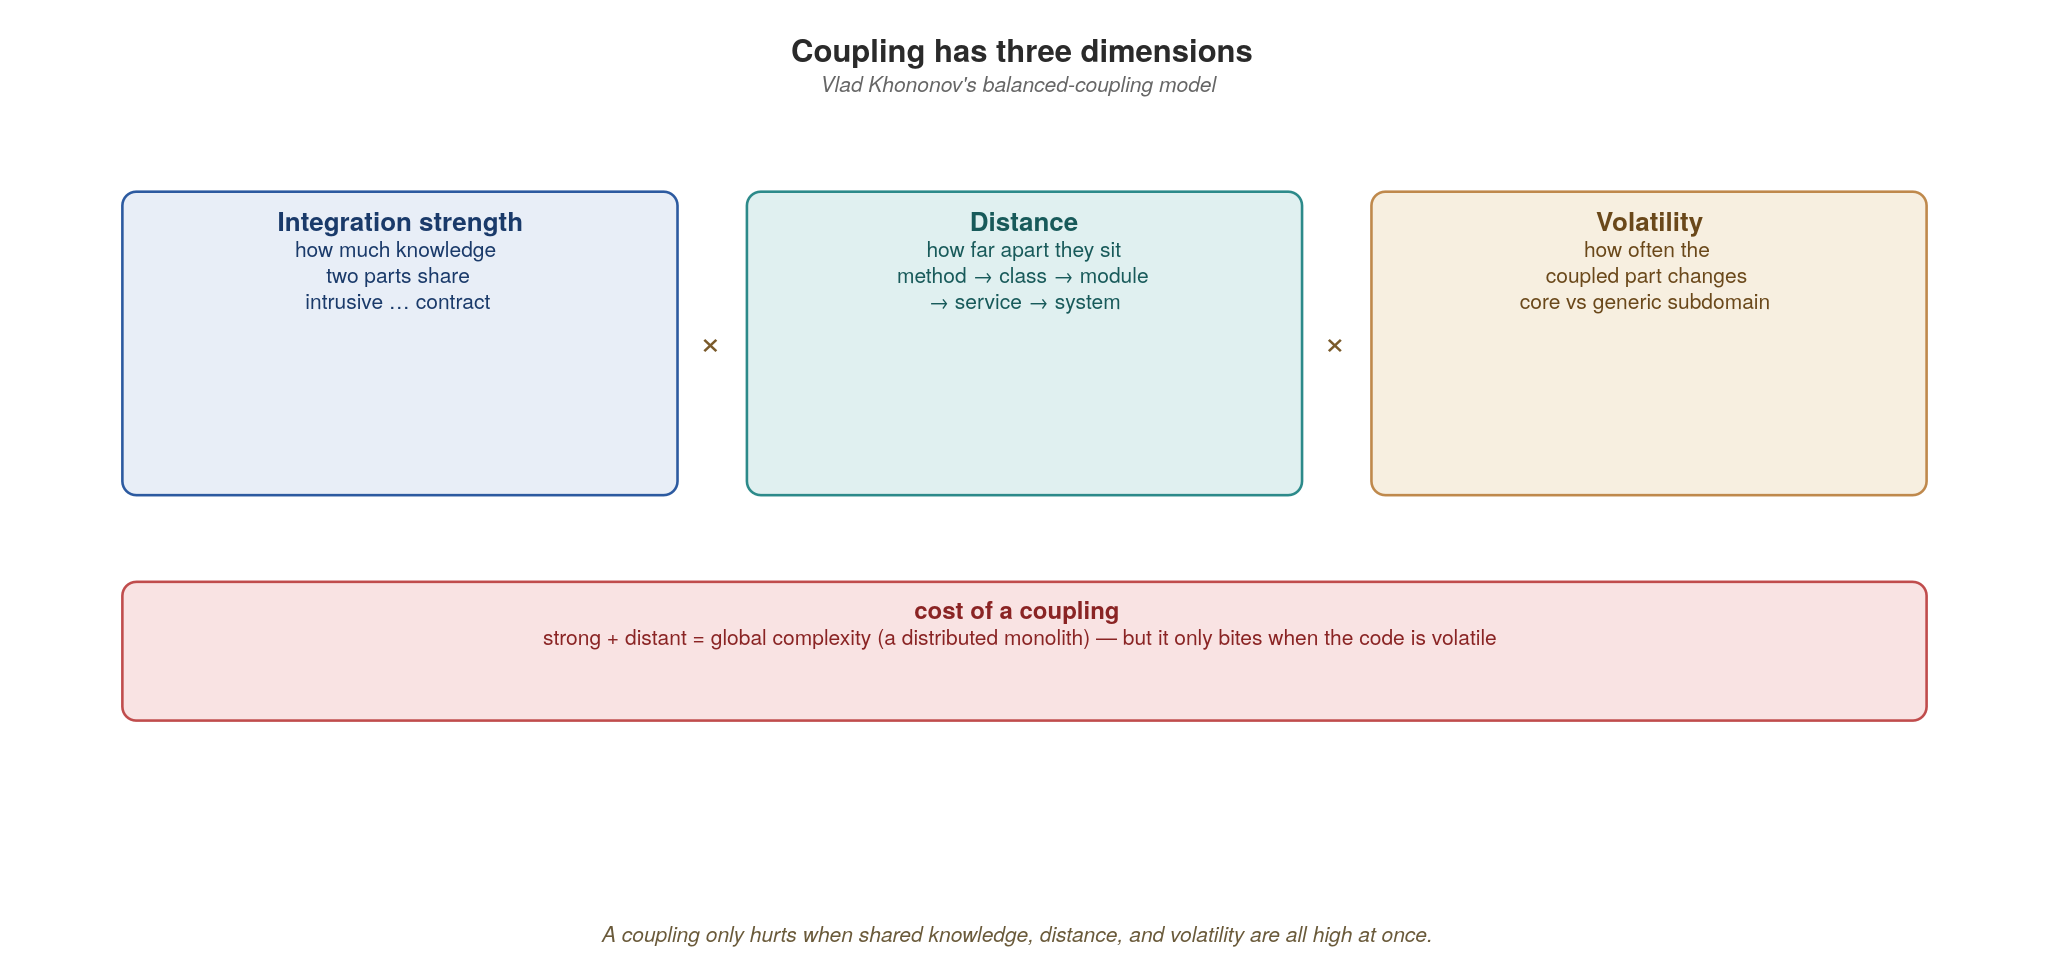 Coupling has three dimensions
Vlad Khononov's balanced-coupling model
Integration strength
how much knowledge
two parts share
intrusive … contract
×
Distance
how far apart they sit
method → class → module
→ service → system
×
Volatility
how often the
coupled part changes
core vs generic subdomain
cost of a coupling
strong + distant = global complexity (a distributed monolith) — but it only bites when the code is volatile
A coupling only hurts when shared knowledge, distance, and volatility are all high at once.